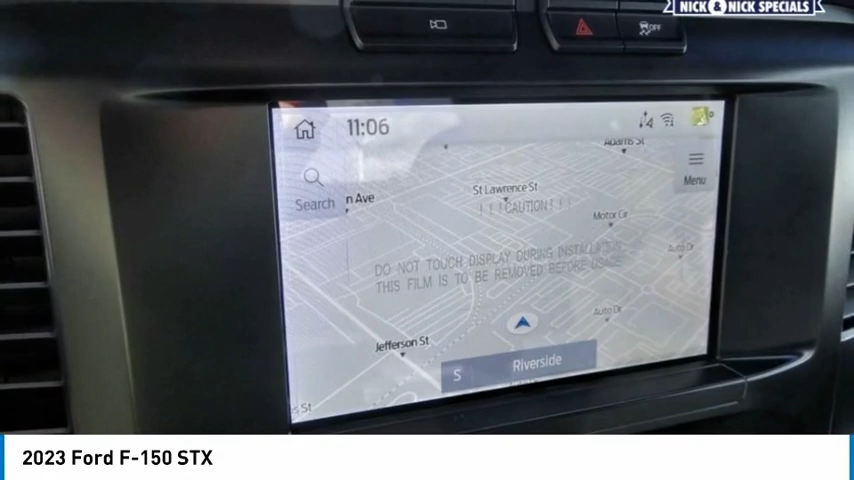 NICK & NICK SPECIALS
OFF
11:06
Adams St
Search
n Ave
St Lawrence St
Menu
! ! ! CAUTION ! ! !
Motor Cir
Auto Dr
DO NOT TOUCH DISPLAY DURING INSTALLATION
THIS FILM IS TO BE REMOVED BEFORE USAGE
Auto Dr
Jefferson St
S Riverside
s St
2023 Ford F-150 STX